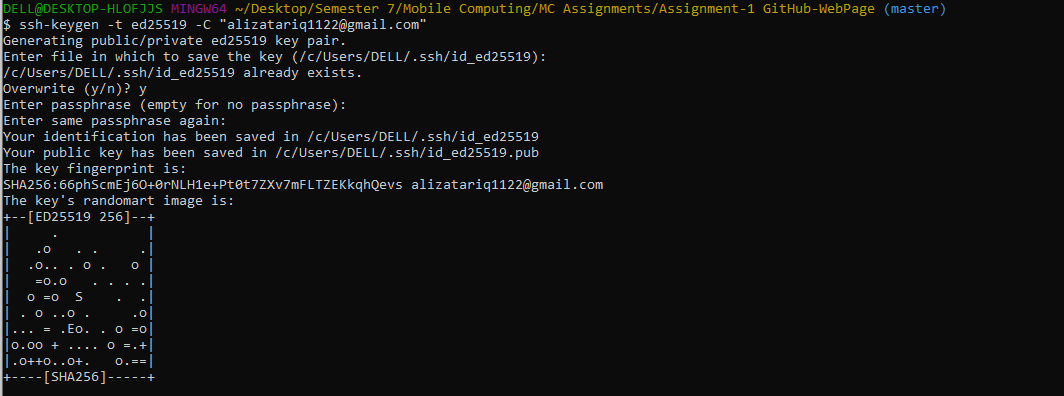 DELL@DESKTOP-HLOFJJS MINGW64 ~/Desktop/Semester 7/Mobile Computing/MC Assignments/Assignment-1 GitHub-WebPage (master)
$ ssh-keygen -t ed25519 -C "alizatariq1122@gmail.com"
Generating public/private ed25519 key pair.
Enter file in which to save the key (/c/Users/DELL/.ssh/id_ed25519):
/c/Users/DELL/.ssh/id_ed25519 already exists.
Overwrite (y/n)? y
Enter passphrase (empty for no passphrase):
Enter same passphrase again:
Your identification has been saved in /c/Users/DELL/.ssh/id_ed25519
Your public key has been saved in /c/Users/DELL/.ssh/id_ed25519.pub
The key fingerprint is:
SHA256:66phScmEj6O+0rNLH1e+Pt0t7ZXv7mFLTZEKkqhQevs alizatariq1122@gmail.com
The key's randomart image is:
+--[ED25519 256]--+
|      .          |
|    .o   . .     .|
|  .o.. . o .   o |
|   =o.o   . . . .|
|  o =o  S    .  .|
| . o ..o .     .o|
|... = .Eo. . o =o|
|o.oo + .... o =.+|
|.o++o..o+.   o.==|
+----[SHA256]-----+